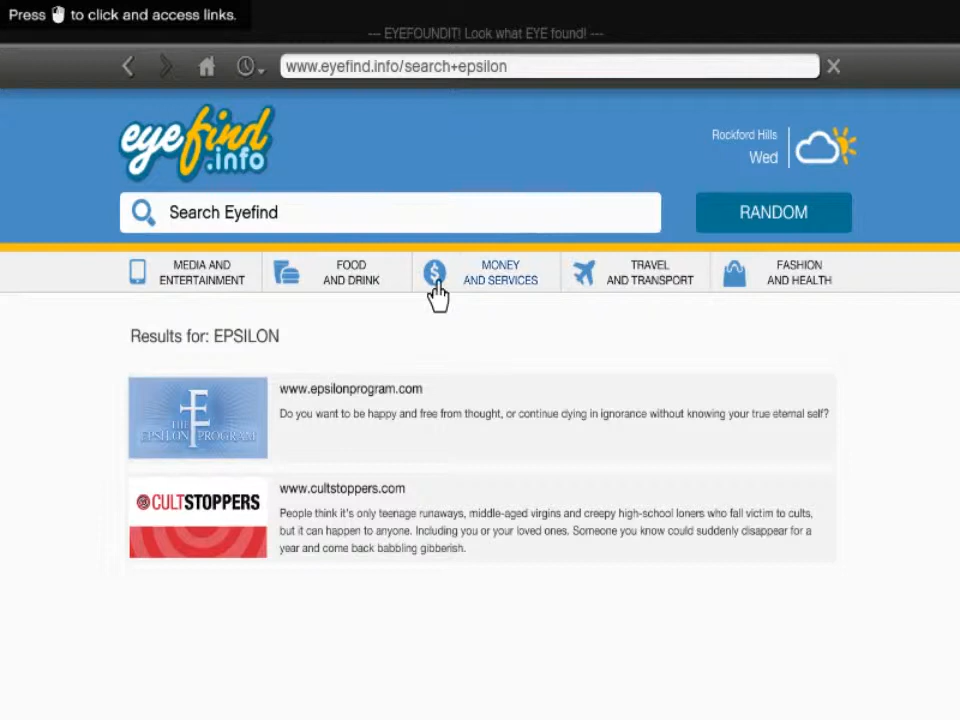 Press to click and access links.
--- EYEFOUNDIT! Look what EYE found! ---
www.eyefind.info/search+epsilon
eyefind
.info
Rockford Hills
Wed
Search Eyefind
RANDOM
MEDIA AND
ENTERTAINMENT
FOOD
AND DRINK
MONEY
AND SERVICES
TRAVEL
AND TRANSPORT
FASHION
AND HEALTH
Results for: EPSILON
THE
EPSILON PROGRAM
www.epsilonprogram.com
Do you want to be happy and free from thought, or continue dying in ignorance without knowing your true eternal self?
CULTSTOPPERS
www.cultstoppers.com
People think it's only teenage runaways, middle-aged virgins and creepy high-school loners who fall victim to cults,
but it can happen to anyone. Including you or your loved ones. Someone you know could suddenly disappear for a
year and come back babbling gibberish.